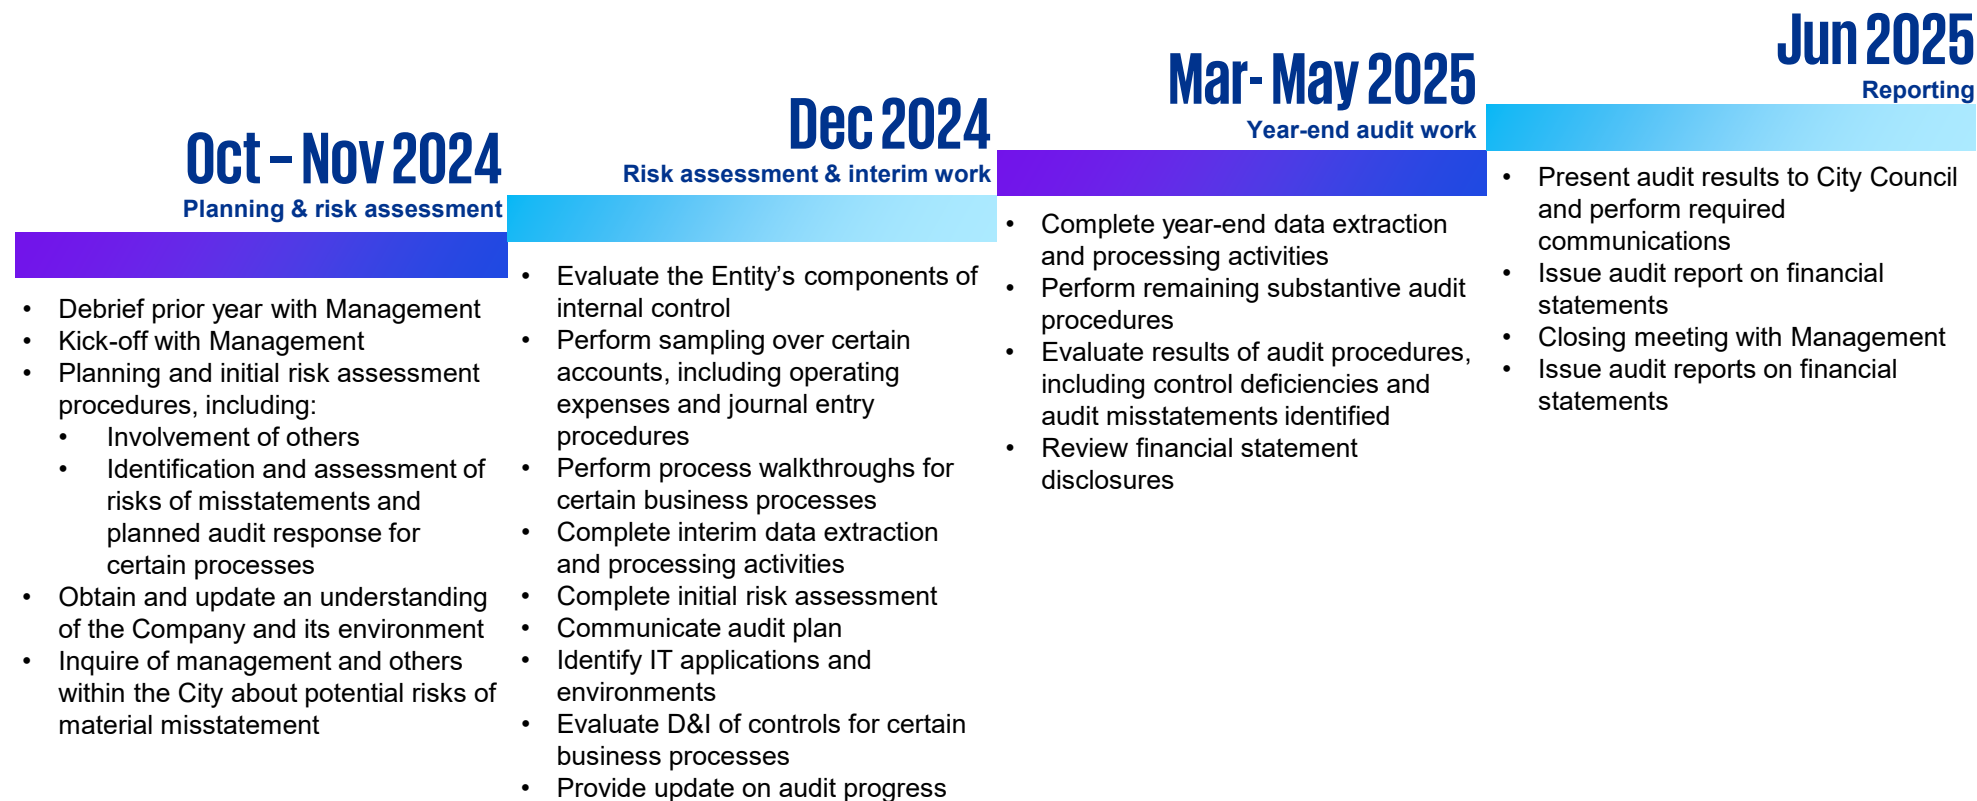 Oct – Nov 2024
Planning & risk assessment
• Debrief prior year with Management
• Kick-off with Management
• Planning and initial risk assessment
procedures, including:
• Involvement of others
• Identification and assessment of
risks of misstatements and
planned audit response for
certain processes
• Obtain and update an understanding
of the Company and its environment
• Inquire of management and others
within the City about potential risks of
material misstatement
Dec 2024
Risk assessment & interim work
• Evaluate the Entity’s components of
internal control
• Perform sampling over certain
accounts, including operating
expenses and journal entry
procedures
• Perform process walkthroughs for
certain business processes
• Complete interim data extraction
and processing activities
• Complete initial risk assessment
• Communicate audit plan
• Identify IT applications and
environments
• Evaluate D&I of controls for certain
business processes
• Provide update on audit progress
Mar- May 2025
Year-end audit work
• Complete year-end data extraction
and processing activities
• Perform remaining substantive audit
procedures
• Evaluate results of audit procedures,
including control deficiencies and
audit misstatements identified
• Review financial statement
disclosures
Jun 2025
Reporting
• Present audit results to City Council
and perform required
communications
• Issue audit report on financial
statements
• Closing meeting with Management
• Issue audit reports on financial
statements